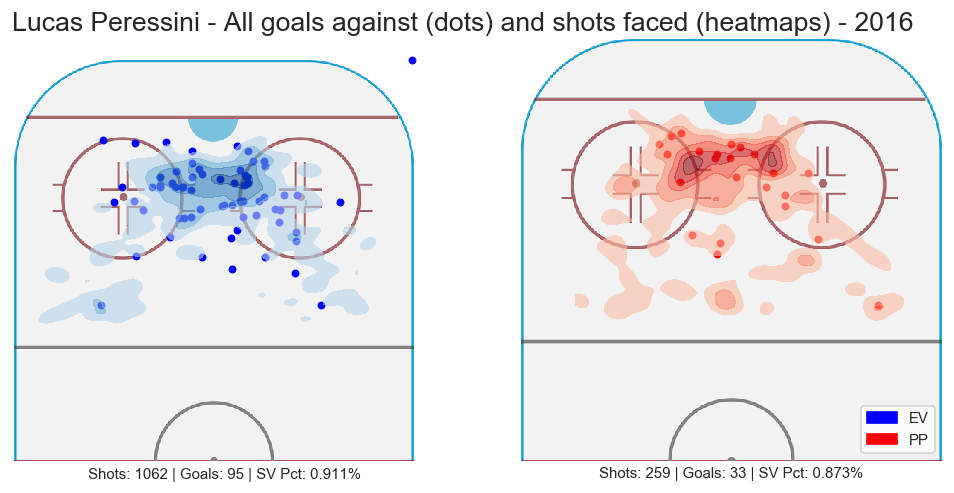 Lucas Peressini - All goals against (dots) and shots faced (heatmaps) - 2016
EV
PP
Shots: 1062 | Goals: 95 | SV Pct: 0.911%
Shots: 259 | Goals: 33 | SV Pct: 0.873%